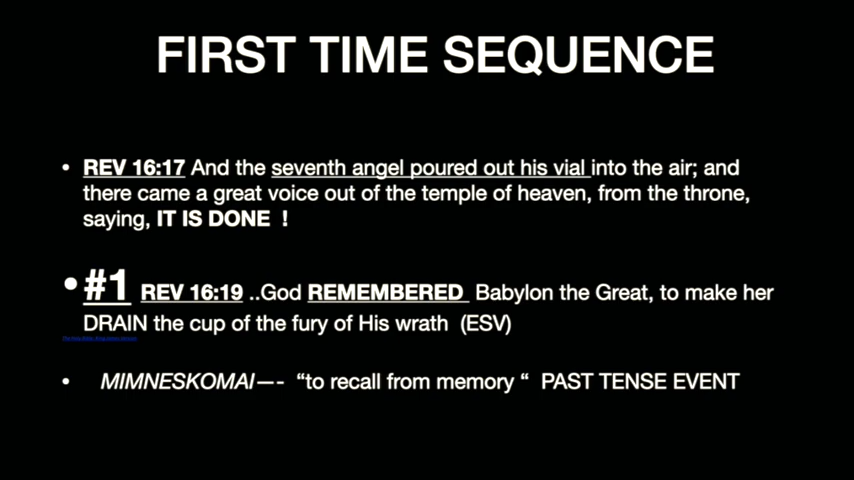 FIRST TIME SEQUENCE
• REV 16:17 And the seventh angel poured out his vial into the air; and
there came a great voice out of the temple of heaven, from the throne,
saying, IT IS DONE !
• #1 REV 16:19 ..God REMEMBERED Babylon the Great, to make her
DRAIN the cup of the fury of His wrath (ESV)
• MIMNESKOMAI—- “to recall from memory “ PAST TENSE EVENT